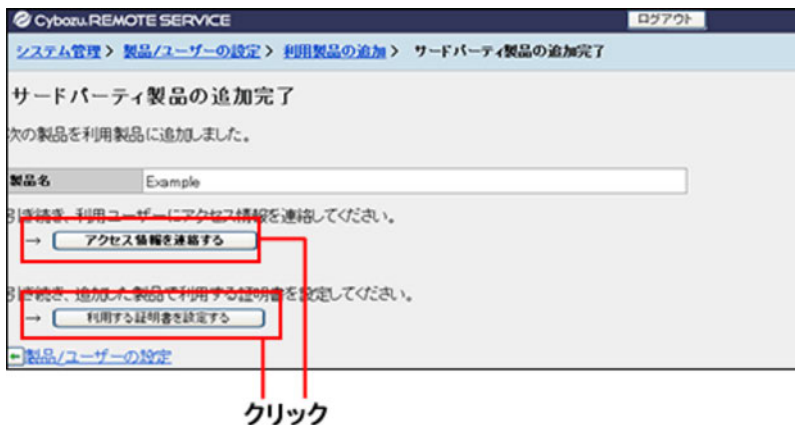 Cybozu.REMOTE SERVICE ログアウト
システム管理 > 製品/ユーザーの設定 > 利用製品の追加 > サードパーティ製品の追加完了
サードパーティ製品の追加完了
次の製品を利用製品に追加しました。
製品名 Example
引き続き、利用ユーザーにアクセス情報を連絡してください。
→ アクセス情報を連絡する
引き続き、追加した製品で利用する証明書を設定してください。
→ 利用する証明書を設定する
製品/ユーザーの設定
クリック